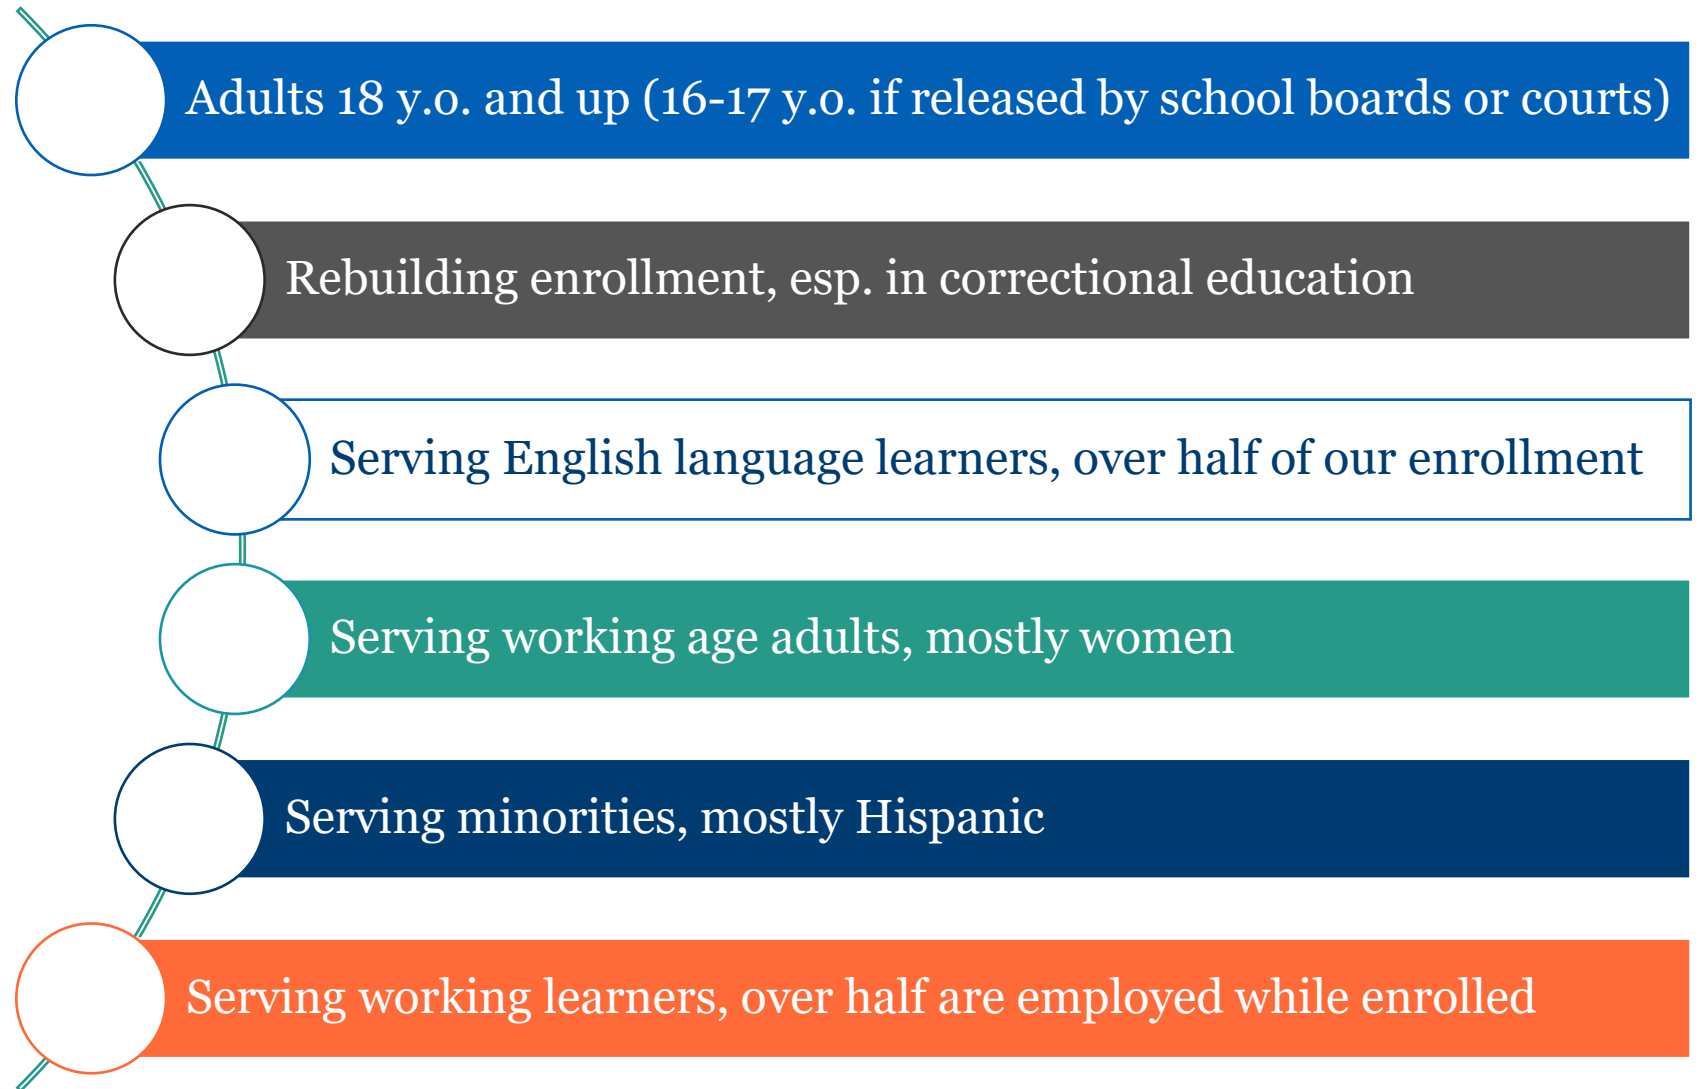 Adults 18 y.o. and up (16-17 y.o. if released by school boards or courts)
Rebuilding enrollment, esp. in correctional education
Serving English language learners, over half of our enrollment
Serving working age adults, mostly women
Serving minorities, mostly Hispanic
Serving working learners, over half are employed while enrolled